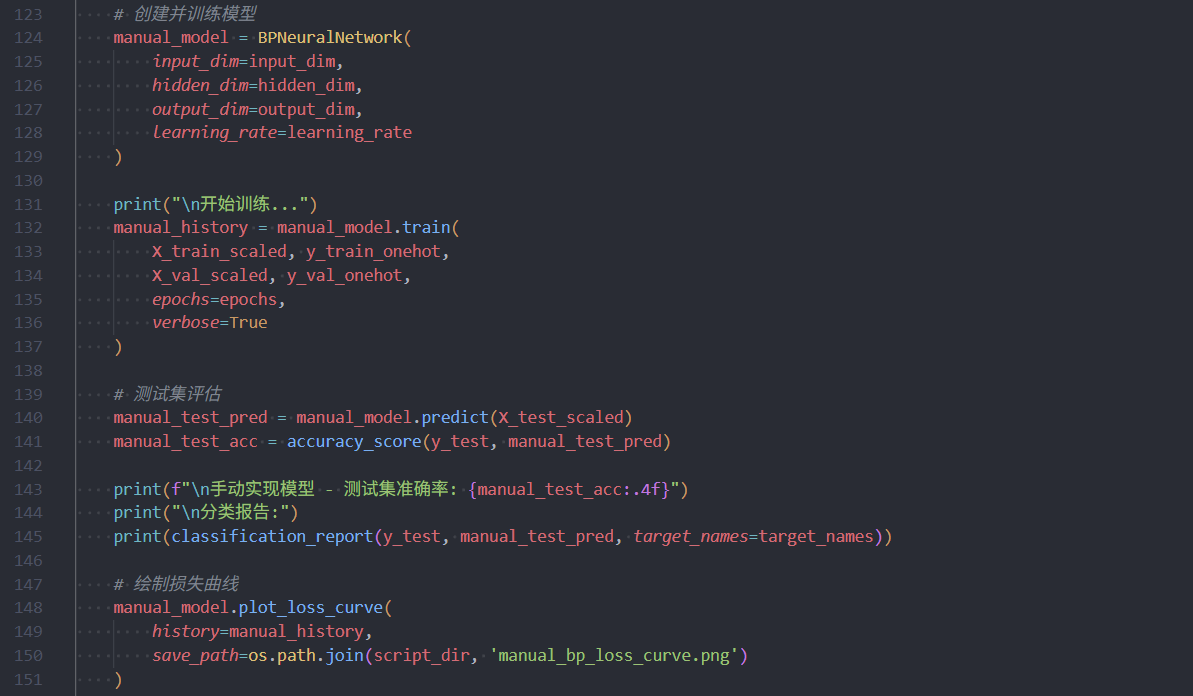 123 # 创建并训练模型
124 manual_model = BPNeuralNetwork(
125 input_dim=input_dim,
126 hidden_dim=hidden_dim,
127 output_dim=output_dim,
128 learning_rate=learning_rate
129 )
130
131 print("\n开始训练...")
132 manual_history = manual_model.train(
133 X_train_scaled, y_train_onehot,
134 X_val_scaled, y_val_onehot,
135 epochs=epochs,
136 verbose=True
137 )
138
139 # 测试集评估
140 manual_test_pred = manual_model.predict(X_test_scaled)
141 manual_test_acc = accuracy_score(y_test, manual_test_pred)
142
143 print(f"\n手动实现模型 - 测试集准确率: {manual_test_acc:.4f}")
144 print("\n分类报告:")
145 print(classification_report(y_test, manual_test_pred, target_names=target_names))
146
147 # 绘制损失曲线
148 manual_model.plot_loss_curve(
149 history=manual_history,
150 save_path=os.path.join(script_dir, 'manual_bp_loss_curve.png')
151 )